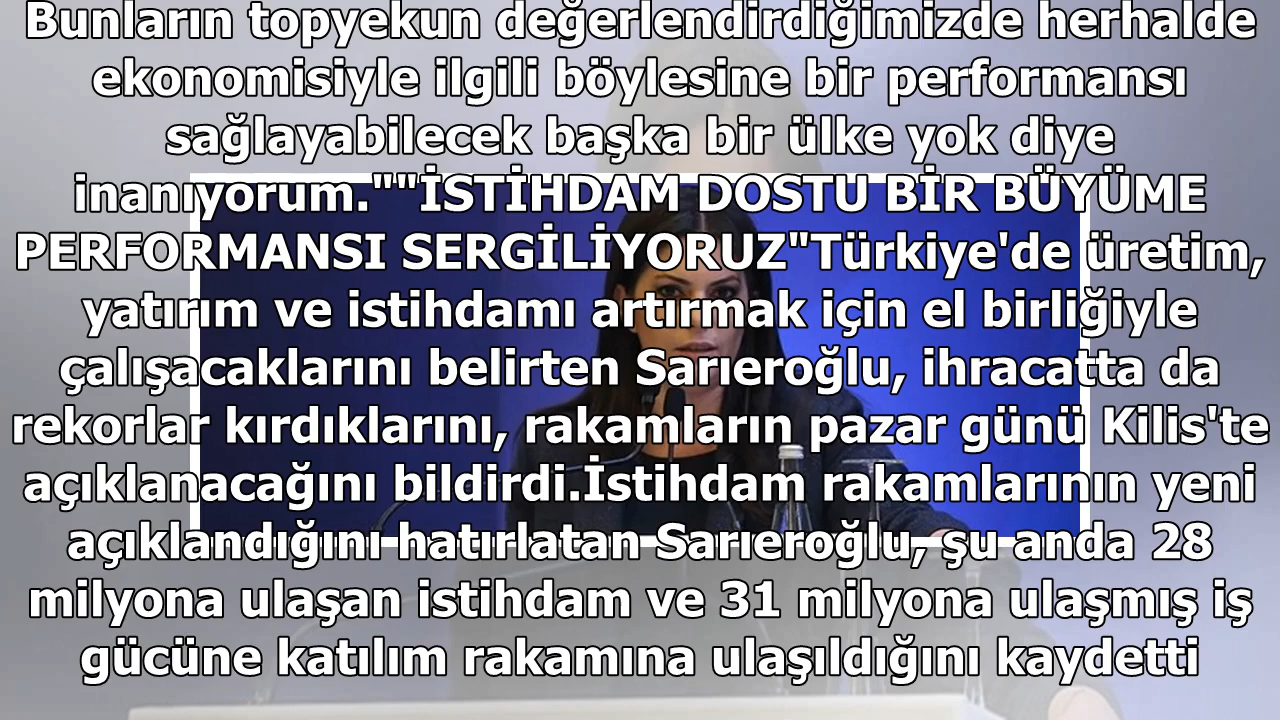 Bunların topyekun değerlendirdiğimizde herhalde
ekonomisiyle ilgili böylesine bir performansı
sağlayabilecek başka bir ülke yok diye
inanıyorum.""İSTİHDAM DOSTU BİR BÜYÜME
PERFORMANSI SERGİLİYORUZ"Türkiye'de üretim,
yatırım ve istihdamı artırmak için el birliğiyle
çalışacaklarını belirten Sarıeroğlu, ihracatta da
rekorlar kırdıklarını, rakamların pazar günü Kilis'te
açıklanacağını bildirdi.İstihdam rakamlarının yeni
açıklandığını hatırlatan Sarıeroğlu, şu anda 28
milyona ulaşan istihdam ve 31 milyona ulaşmış iş
gücüne katılım rakamına ulaşıldığını kaydetti